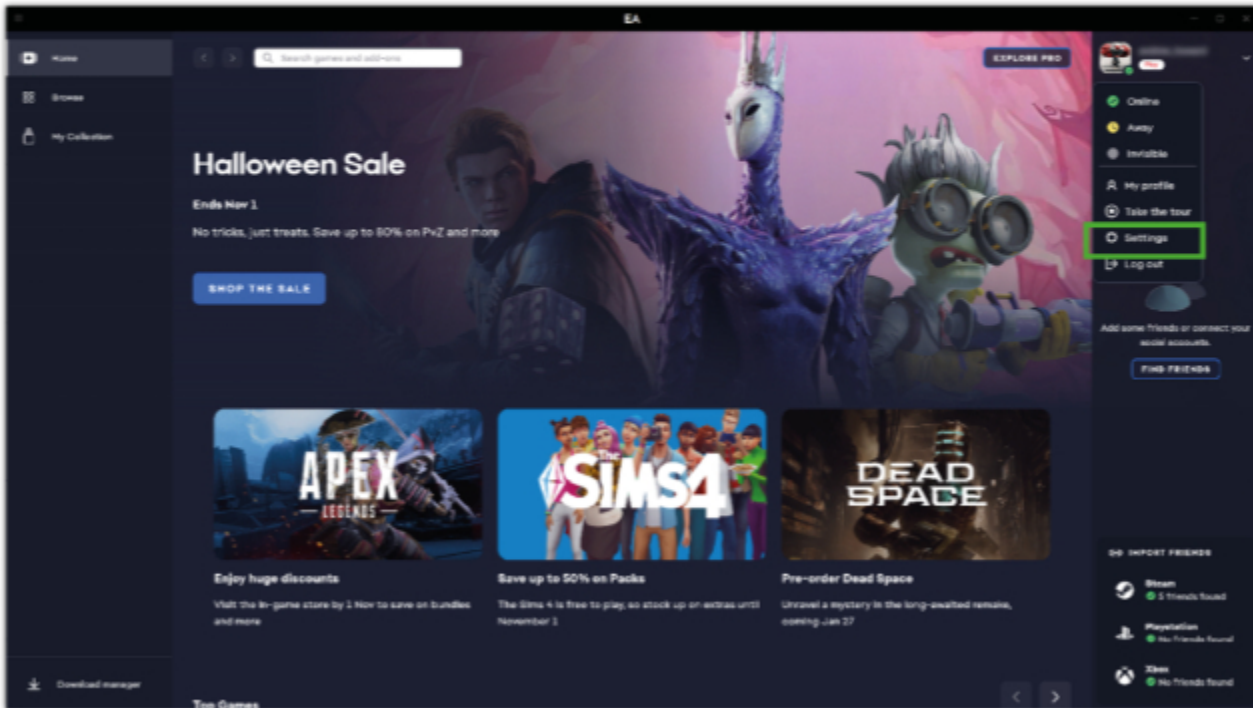 EA
Home
Search games and add-ons
EXPLORE PRO
Play
Browse
My Collection
Online
Away
Invisible
My profile
Take the tour
Settings
Log out
Halloween Sale
Ends Nov 1
No tricks, just treats. Save up to 80% on PvZ and more
SHOP THE SALE
Add some friends or connect your
social accounts.
FIND FRIENDS
APEX
LEGENDS
The
SIMS4
DEAD
SPACE
Enjoy huge discounts
Visit the in-game store by 1 Nov to save on bundles
and more
Save up to 50% on Packs
The Sims 4 is free to play, so stock up on extras until
November 1
Pre-order Dead Space
Unravel a mystery in the long-awaited remake,
coming Jan 27
IMPORT FRIENDS
Steam
5 friends found
Playstation
No friends found
Xbox
No friends found
Download manager
Top Games